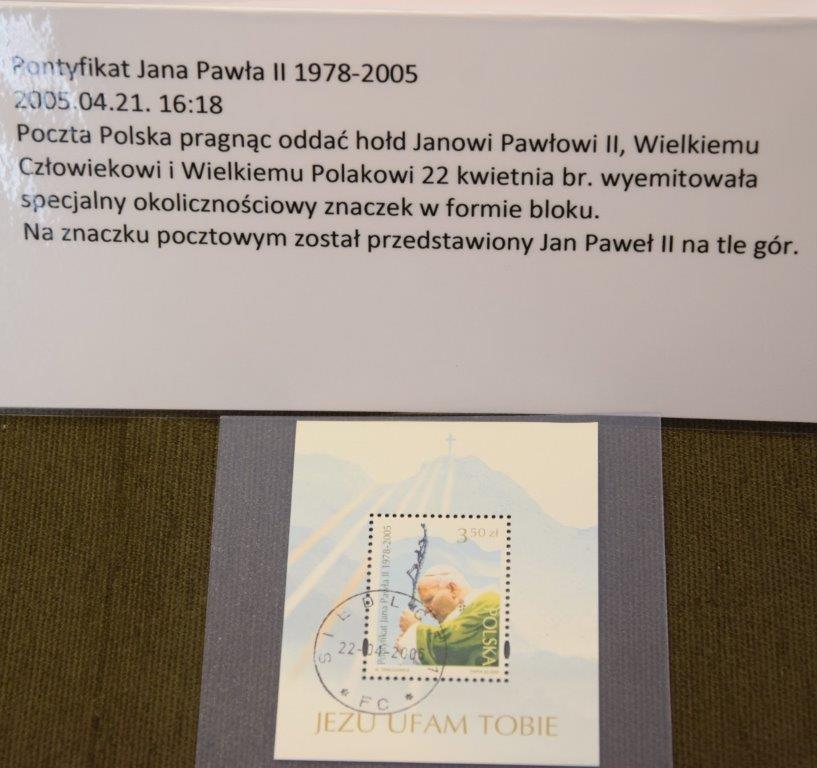 Pontyfikat Jana Pawła II 1978-2005
2005.04.21. 16:18
Poczta Polska pragnąc oddać hołd Janowi Pawłowi II, Wielkiemu
Człowiekowi i Wielkiemu Polakowi 22 kwietnia br. wyemitowała
specjalny okolicznościowy znaczek w formie bloku.
Na znaczku pocztowym został przedstawiony Jan Paweł II na tle gór.
3 50 zł
Pontyfikat Jana Pawła II 1978-2005
POLSKA
SIEDLCE 1
22-04-2005
* FC *
JEZU UFAM TOBIE